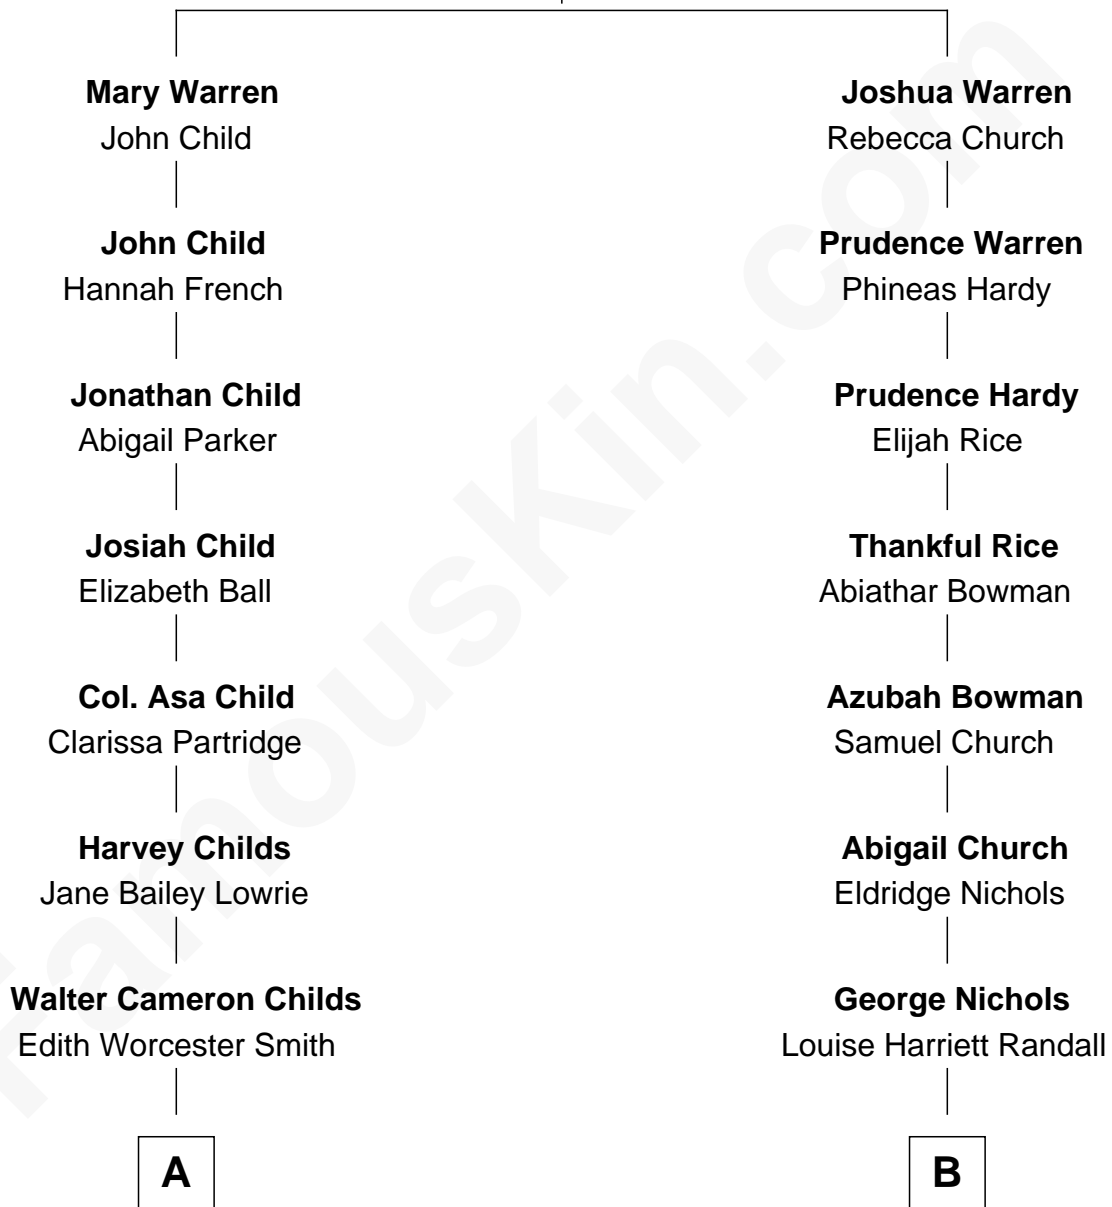 Mary Warren
John Child
John Child
Hannah French
Jonathan Child
Abigail Parker
Josiah Child
Elizabeth Ball
Col. Asa Child
Clarissa Partridge
Harvey Childs
Jane Bailey Lowrie
Walter Cameron Childs
Edith Worcester Smith
A
Joshua Warren
Rebecca Church
Prudence Warren
Phineas Hardy
Prudence Hardy
Elijah Rice
Thankful Rice
Abiathar Bowman
Azubah Bowman
Samuel Church
Abigail Church
Eldridge Nichols
George Nichols
Louise Harriett Randall
B
FamousKin.com